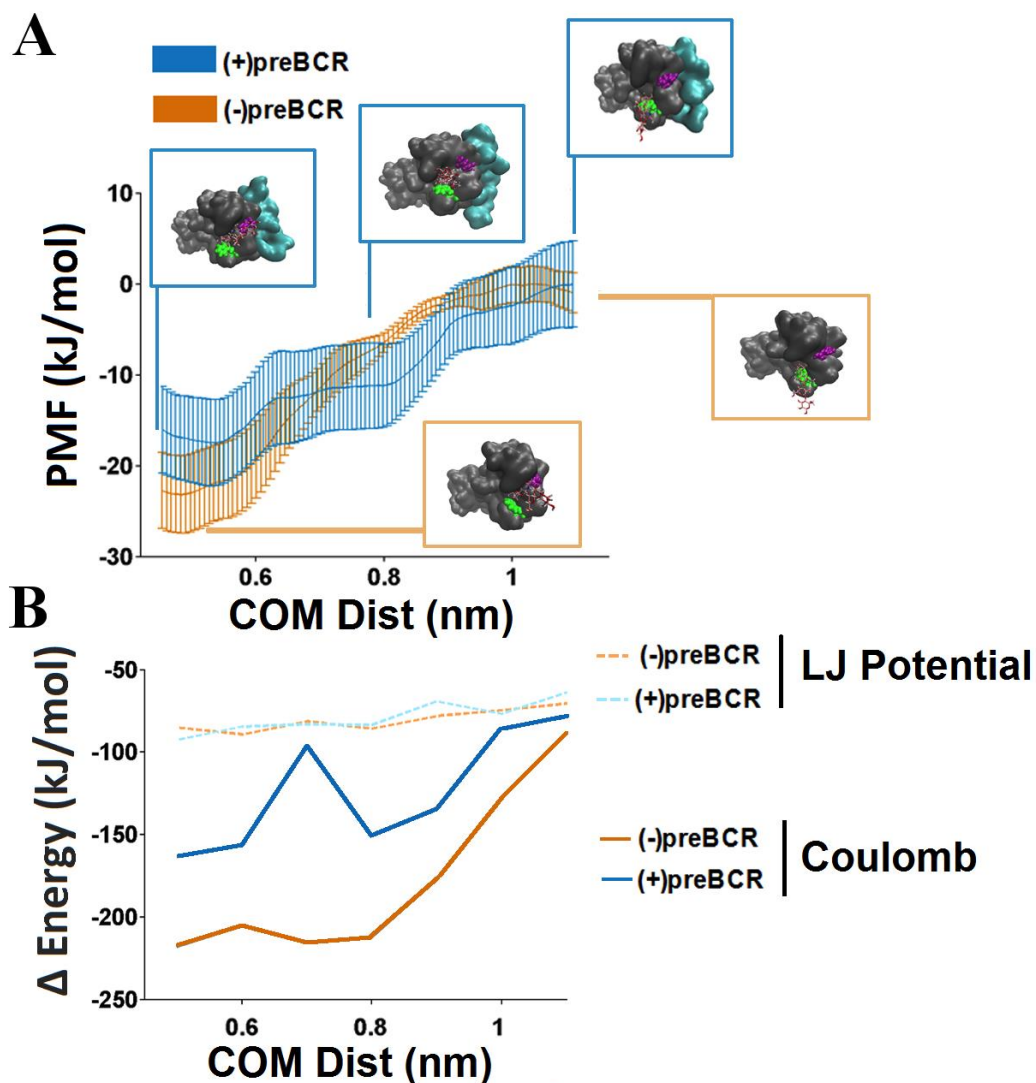 A
(+)preBCR
(-)preBCR
PMF (kJ/mol)
10
0
-10
-20
-30
0.6
0.8
1
COM Dist (nm)
B
Δ Energy (kJ/mol)
-50
-100
-150
-200
-250
0.6
0.8
1
COM Dist (nm)
(-)preBCR
(+)preBCR
LJ Potential
(-)preBCR
(+)preBCR
Coulomb